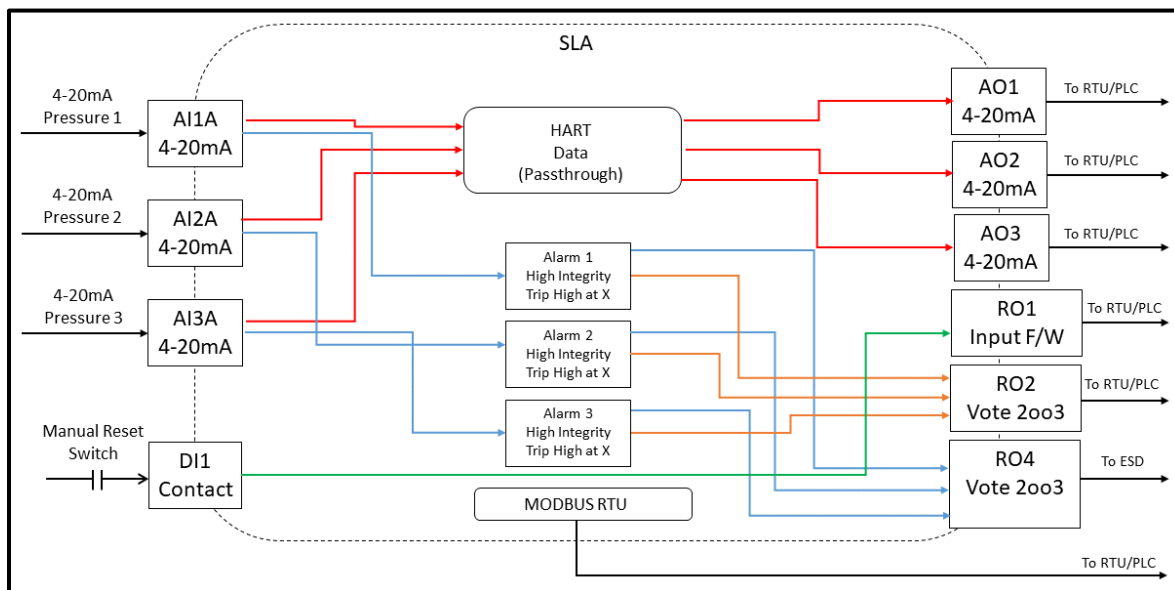 SLA
4-20mA
Pressure 1
AI1A
4-20mA
4-20mA
Pressure 2
AI2A
4-20mA
4-20mA
Pressure 3
AI3A
4-20mA
Manual Reset
Switch
DI1
Contact
HART
Data
(Passthrough)
Alarm 1
High Integrity
Trip High at X
Alarm 2
High Integrity
Trip High at X
Alarm 3
High Integrity
Trip High at X
MODBUS RTU
AO1
4-20mA
To RTU/PLC
AO2
4-20mA
To RTU/PLC
AO3
4-20mA
To RTU/PLC
RO1
Input F/W
To RTU/PLC
RO2
Vote 2oo3
To RTU/PLC
RO4
Vote 2oo3
To ESD
To RTU/PLC